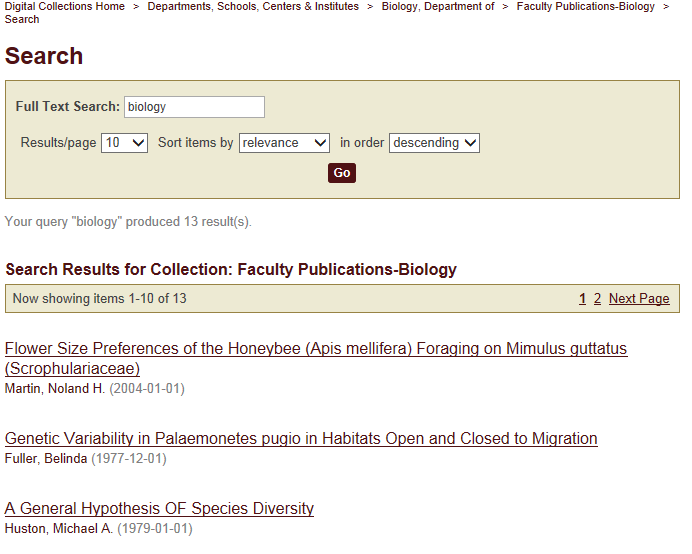 Digital Collections Home > Departments, Schools, Centers & Institutes > Biology, Department of > Faculty Publications-Biology >
Search
Search
Full Text Search: biology
Results/page 10 Sort items by relevance in order descending
Go
Your query "biology" produced 13 result(s).
Search Results for Collection: Faculty Publications-Biology
Now showing items 1-10 of 13 1 2 Next Page
Flower Size Preferences of the Honeybee (Apis mellifera) Foraging on Mimulus guttatus
(Scrophulariaceae)
Martin, Noland H. (2004-01-01)
Genetic Variability in Palaemonetes pugio in Habitats Open and Closed to Migration
Fuller, Belinda (1977-12-01)
A General Hypothesis OF Species Diversity
Huston, Michael A. (1979-01-01)